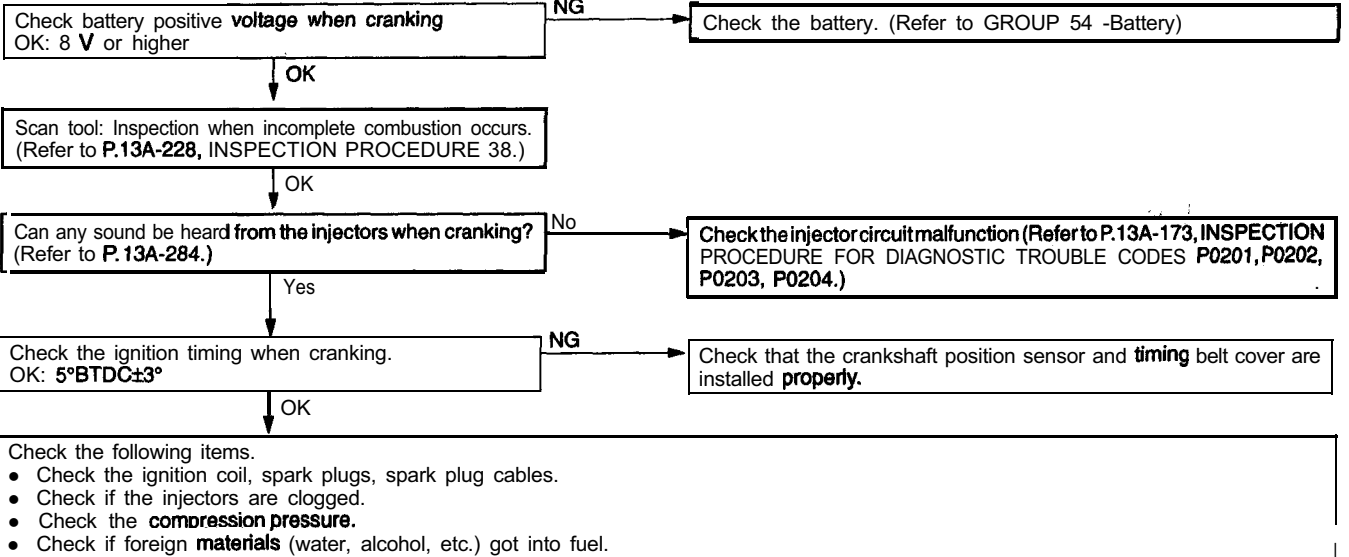 Check battery positive voltage when cranking
OK: 8 V or higher
NG
Check the battery. (Refer to GROUP 54 -Battery)
OK
Scan tool: Inspection when incomplete combustion occurs.
(Refer to P.13A-228, INSPECTION PROCEDURE 38.)
OK
Can any sound be heard from the injectors when cranking?
(Refer to P. 13A-284.)
No
Check the injector circuit malfunction (Refer to P.13A-173, INSPECTION
PROCEDURE FOR DIAGNOSTIC TROUBLE CODES P0201, P0202,
P0203, P0204.)
Yes
Check the ignition timing when cranking.
OK: 5°BTDC±3°
NG
Check that the crankshaft position sensor and timing belt cover are
installed properly.
OK
Check the following items.
● Check the ignition coil, spark plugs, spark plug cables.
● Check if the injectors are clogged.
● Check the compression pressure.
● Check if foreign materials (water, alcohol, etc.) got into fuel.